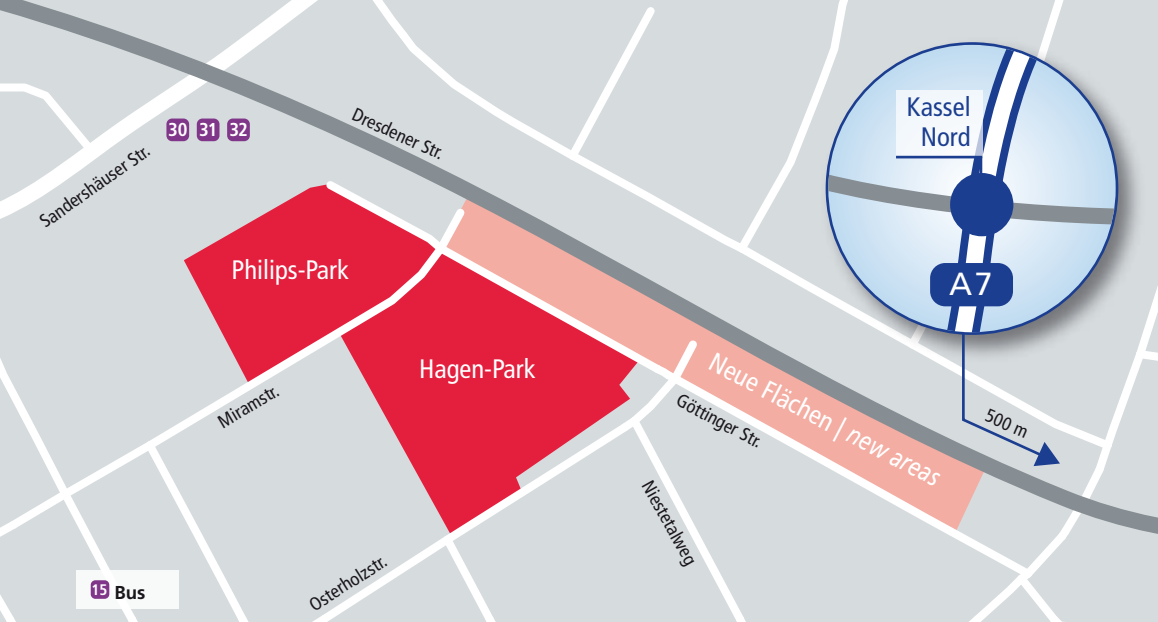 Kassel
Nord
A7
500 m
Dresdener Str.
30 31 32
Sandershäuser Str.
Philips-Park
Hagen-Park
Neue Flächen | new areas
Göttinger Str.
Miramstr.
Niestetalweg
Osterholzstr.
15 Bus